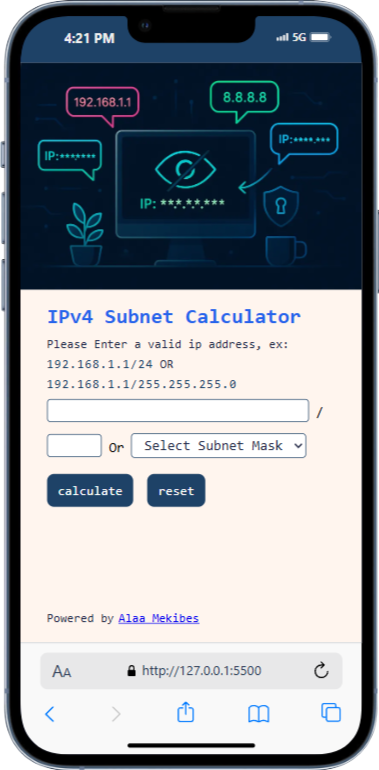 4:21 PM
5G
192.168.1.1
8.8.8.8
IP:*******
IP:****.***
IP: **.*.*.***
IPv4 Subnet Calculator
Please Enter a valid ip address, ex:
192.168.1.1/24 OR
192.168.1.1/255.255.255.0
/
Or Select Subnet Mask
calculate reset
Powered by Alaa Mekibes
AA http://127.0.0.1:5500